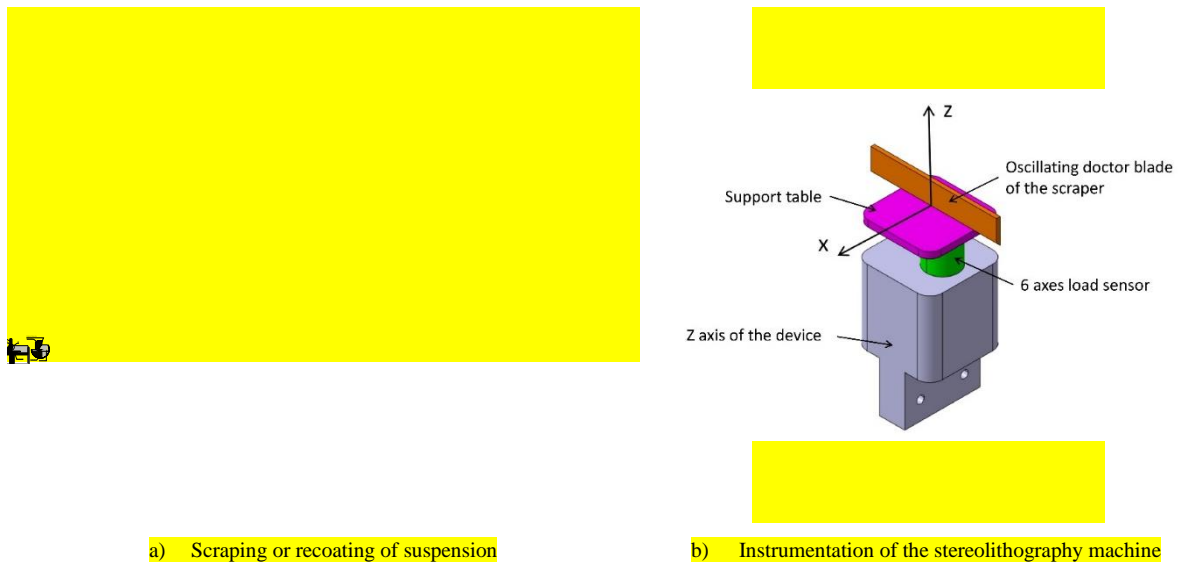 Z
Oscillating doctor blade
of the scraper
Support table
X
6 axes load sensor
Z axis of the device
a) Scraping or recoating of suspension
b) Instrumentation of the stereolithography machine